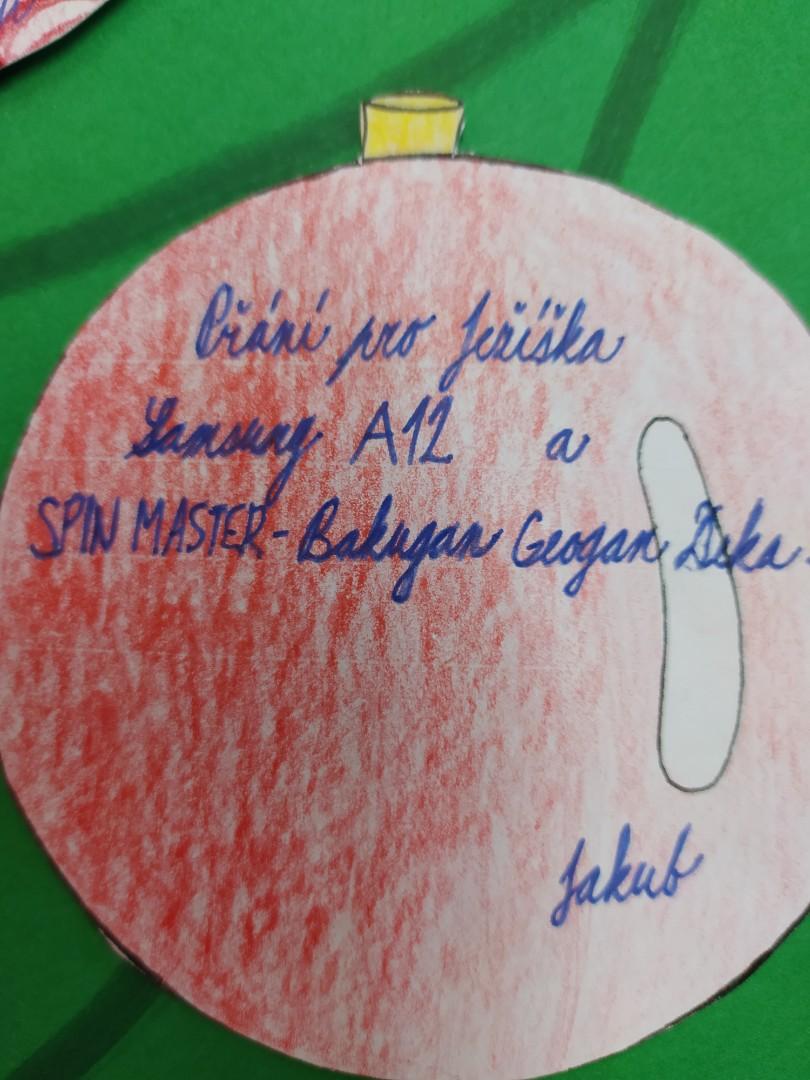 Přání pro Ježíška
Samsung A12 a
SPIN MASTER-Bakugan Geogan Deka.
Jakub